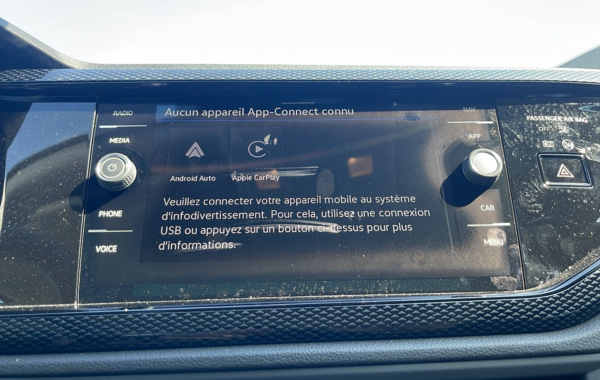 RADIO
Aucun appareil App-Connect connu
NAV
MEDIA
APP
PASSENGER AIR BAG
Android Auto
Apple CarPlay
Veuillez connecter votre appareil mobile au système
d'infodivertissement. Pour cela, utilisez une connexion
USB ou appuyez sur un bouton ci-dessus pour plus
d'informations.
PHONE
CAR
VOICE
MENU